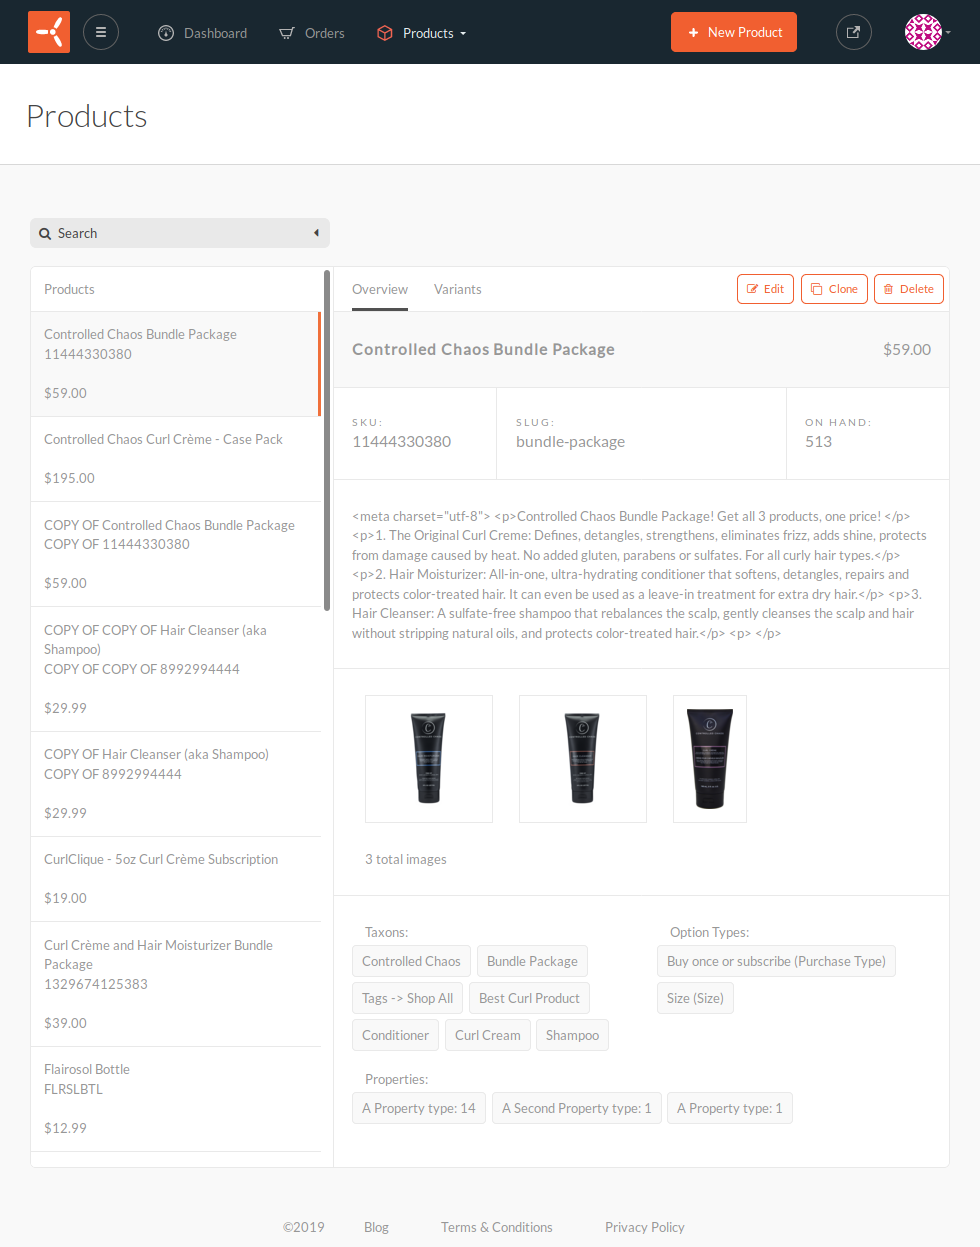 Dashboard
Orders
Products
New Product
Products
Search
Products
Controlled Chaos Bundle Package
11444330380
$59.00
Controlled Chaos Curl Crème - Case Pack
$195.00
COPY OF Controlled Chaos Bundle Package
COPY OF 11444330380
$59.00
COPY OF COPY OF Hair Cleanser (aka
Shampoo)
COPY OF COPY OF 8992994444
$29.99
COPY OF Hair Cleanser (aka Shampoo)
COPY OF 8992994444
$29.99
CurlClique - 5oz Curl Crème Subscription
$19.00
Curl Crème and Hair Moisturizer Bundle
Package
1329674125383
$39.00
Flairosol Bottle
FLRSLBTL
$12.99
Overview
Variants
Edit
Clone
Delete
Controlled Chaos Bundle Package
$59.00
SKU:
11444330380
SLUG:
bundle-package
ON HAND:
513
<meta charset="utf-8"> <p>Controlled Chaos Bundle Package! Get all 3 products, one price! </p>
<p>1. The Original Curl Creme: Defines, detangles, strengthens, eliminates frizz, adds shine, protects
from damage caused by heat. No added gluten, parabens or sulfates. For all curly hair types.</p>
<p>2. Hair Moisturizer: All-in-one, ultra-hydrating conditioner that softens, detangles, repairs and
protects color-treated hair. It can even be used as a leave-in treatment for extra dry hair.</p> <p>3.
Hair Cleanser: A sulfate-free shampoo that rebalances the scalp, gently cleanses the scalp and hair
without stripping natural oils, and protects color-treated hair.</p> <p> </p>
3 total images
Taxons:
Controlled Chaos
Bundle Package
Tags -> Shop All
Best Curl Product
Conditioner
Curl Cream
Shampoo
Option Types:
Buy once or subscribe (Purchase Type)
Size (Size)
Properties:
A Property type: 14
A Second Property type: 1
A Property type: 1
©2019
Blog
Terms & Conditions
Privacy Policy